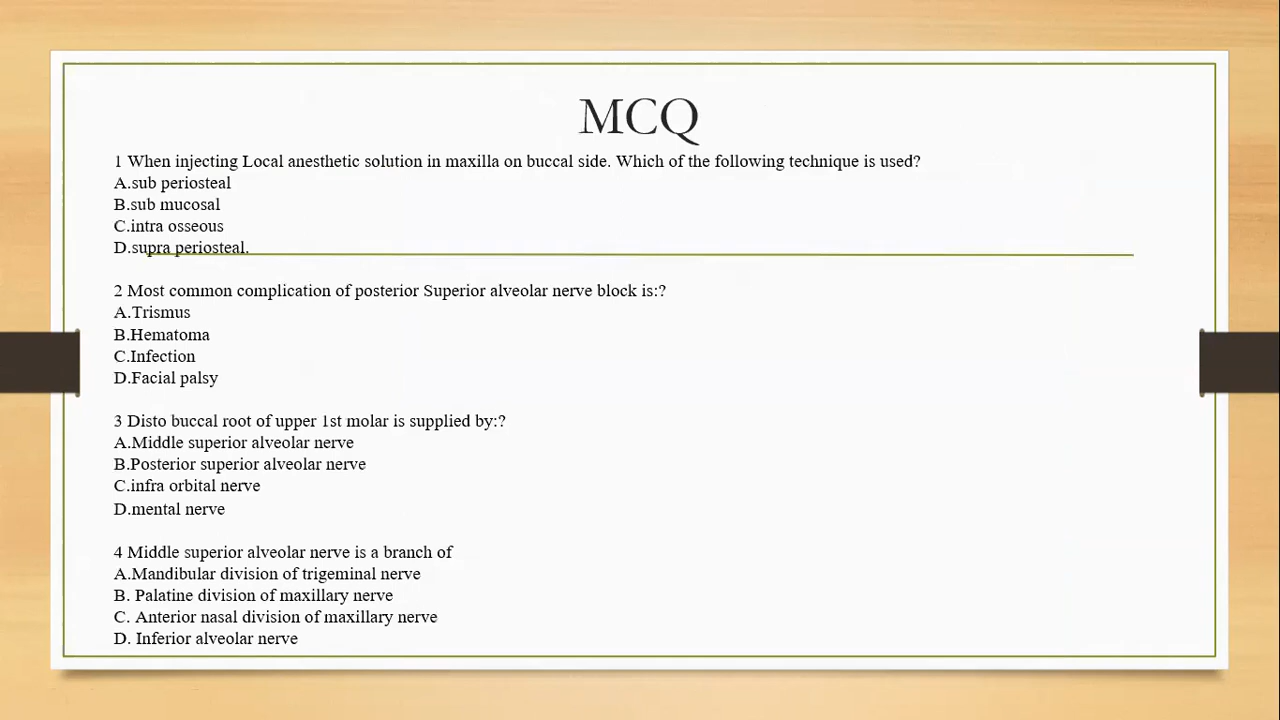 MCQ
1 When injecting Local anesthetic solution in maxilla on buccal side. Which of the following technique is used?
A.sub periosteal
B.sub mucosal
C.intra osseous
D.supra periosteal.
2 Most common complication of posterior Superior alveolar nerve block is:?
A.Trismus
B.Hematoma
C.Infection
D.Facial palsy
3 Disto buccal root of upper 1st molar is supplied by:?
A.Middle superior alveolar nerve
B.Posterior superior alveolar nerve
C.infra orbital nerve
D.mental nerve
4 Middle superior alveolar nerve is a branch of
A.Mandibular division of trigeminal nerve
B. Palatine division of maxillary nerve
C. Anterior nasal division of maxillary nerve
D. Inferior alveolar nerve